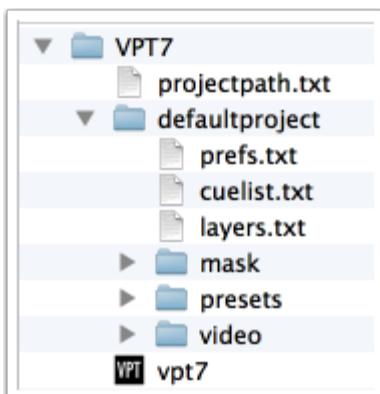 VPT7
projectpath.txt
defaultproject
prefs.txt
cuelist.txt
layers.txt
mask
presets
video
VPT vpt7